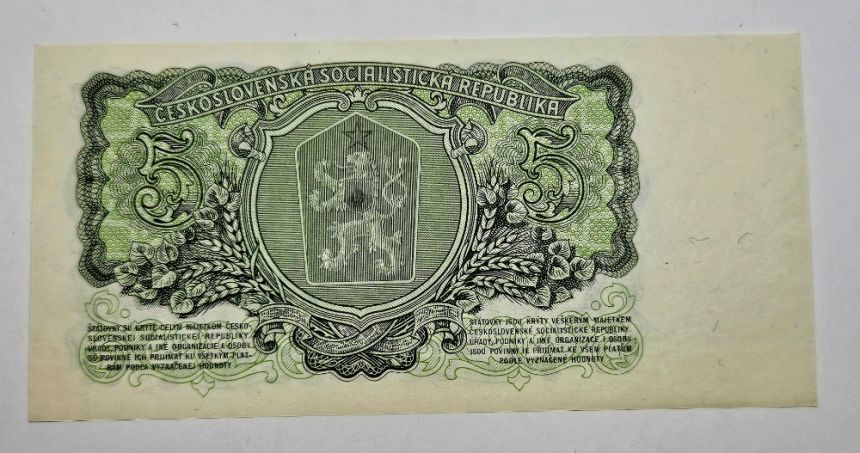 ČESKOSLOVENSKÁ SOCIALISTICKÁ REPUBLIKA
5 5
ŠTÁTOVKY SÚ KRYTÉ CELÝM MAJETKOM ČESKO-
SLOVENSKEJ SOCIALISTICKEJ REPUBLIKY.
ÚRADY, PODNIKY A INÉ ORGANIZÁCIE A OSOBY
SÚ POVINNÉ ICH PRIJÍMAŤ KU VŠETKÝM PLAT-
BÁM PODĽA VYZNAČENEJ HODNOTY
STÁTOVKY JSOU KRYTY VEŠKERÝM MAJETKEM
ČESKOSLOVENSKÉ SOCIALISTICKÉ REPUBLIKY.
ÚŘADY, PODNIKY A JINÉ ORGANIZACE I OSOBY
JSOU POVINNY JE PŘIJÍMAT KE VŠEM PLATBÁM
PODLE VYZNAČENÉ HODNOTY